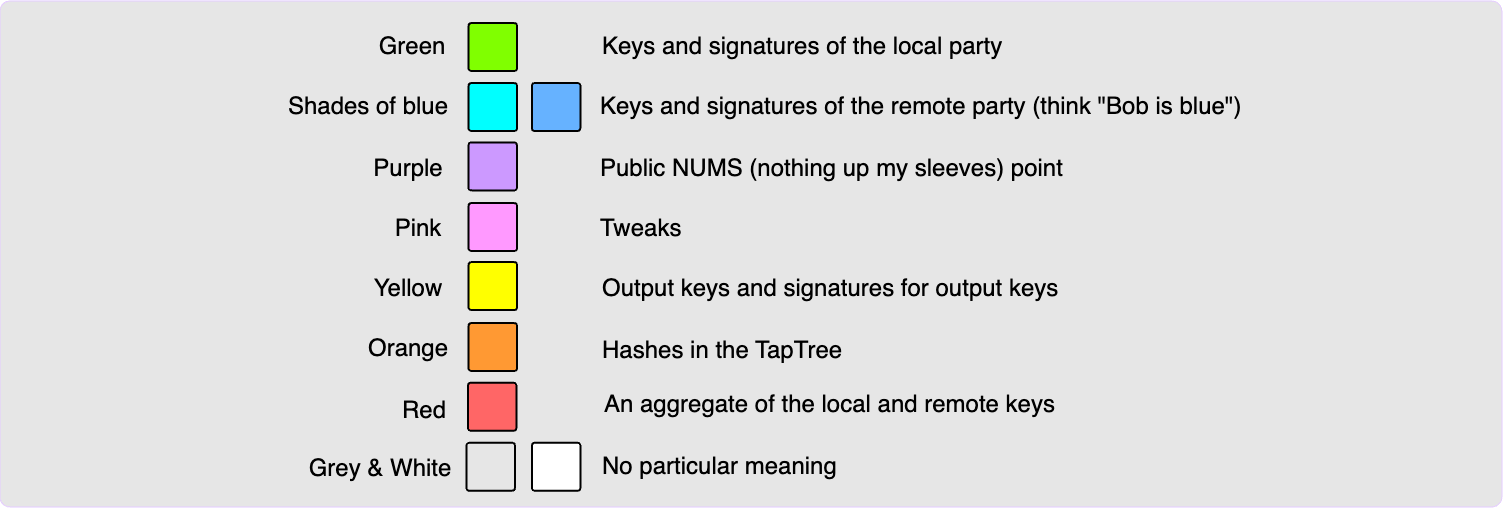 Green Keys and signatures of the local party
Shades of blue Keys and signatures of the remote party (think "Bob is blue")
Purple Public NUMS (nothing up my sleeves) point
Pink Tweaks
Yellow Output keys and signatures for output keys
Orange Hashes in the TapTree
Red An aggregate of the local and remote keys
Grey & White No particular meaning